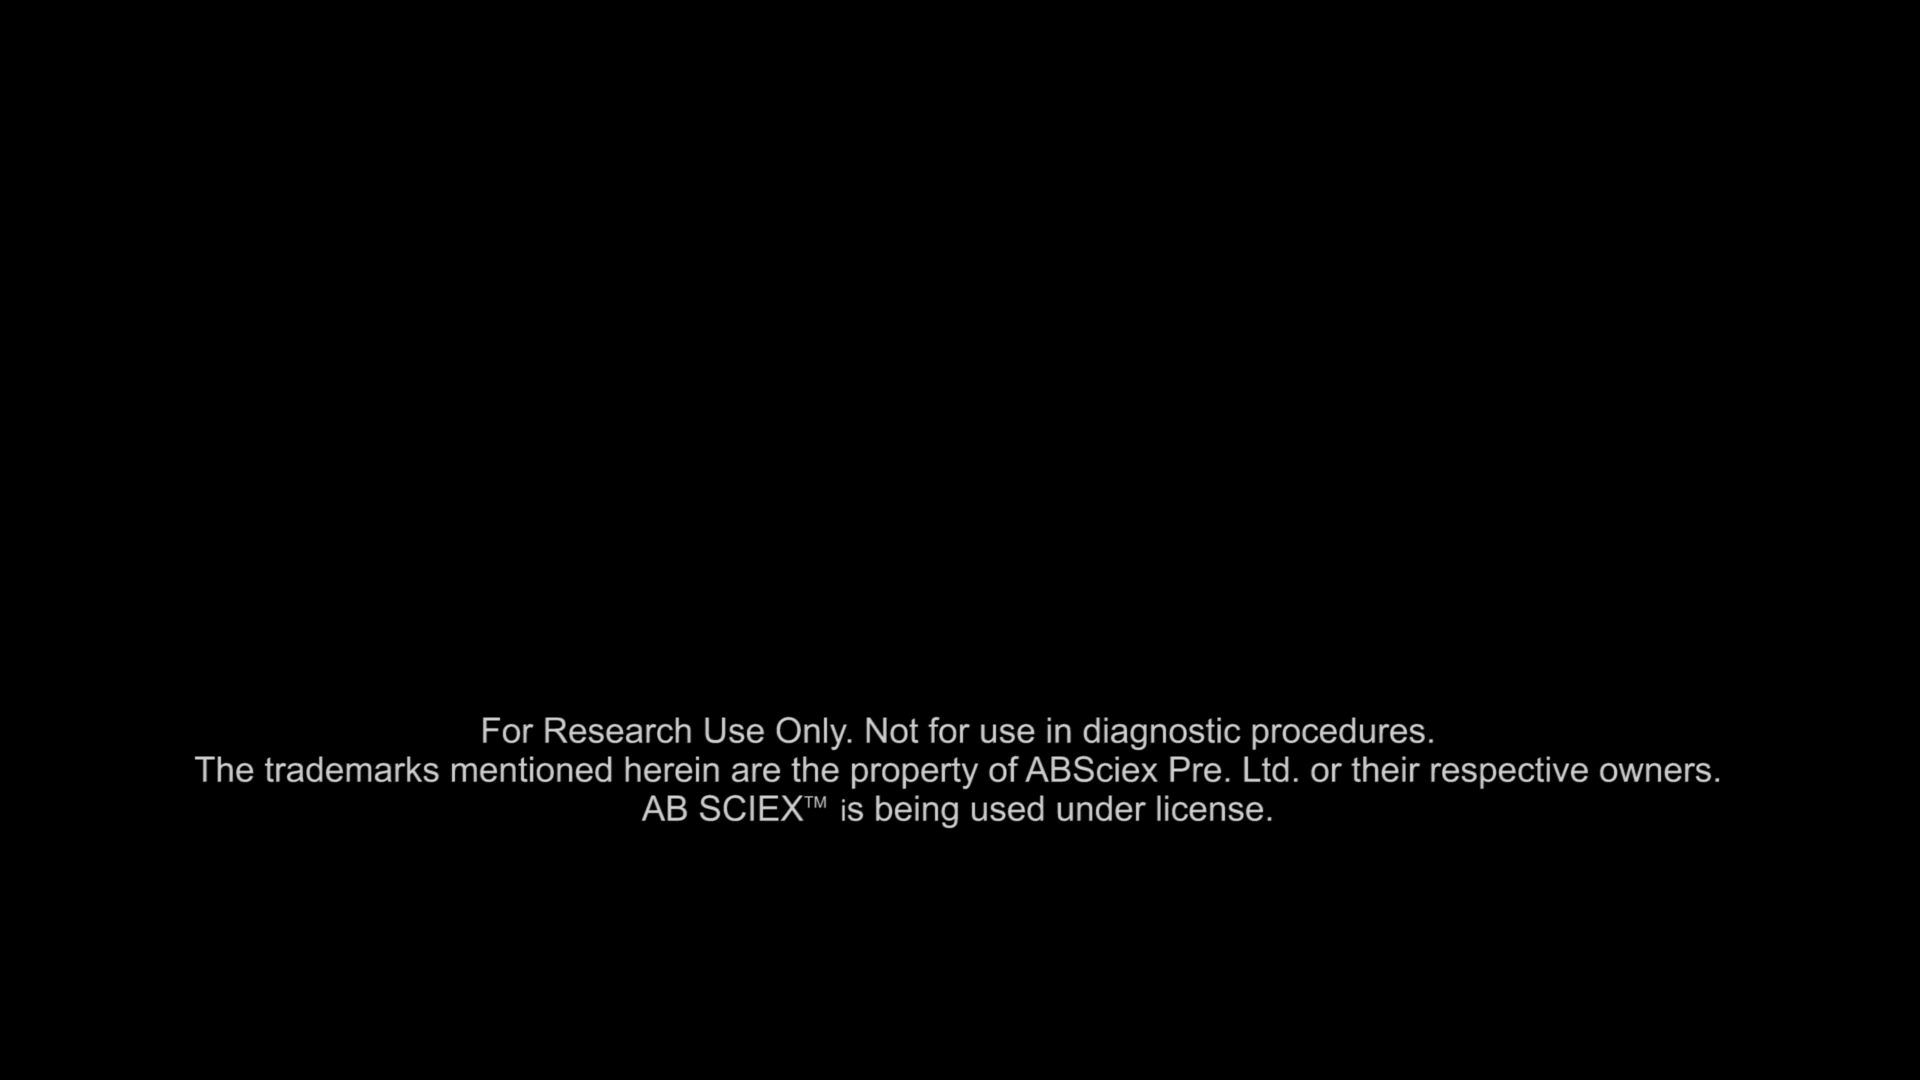 For Research Use Only. Not for use in diagnostic procedures.
The trademarks mentioned herein are the property of ABSciex Pre. Ltd. or their respective owners.
AB SCIEX™ is being used under license.